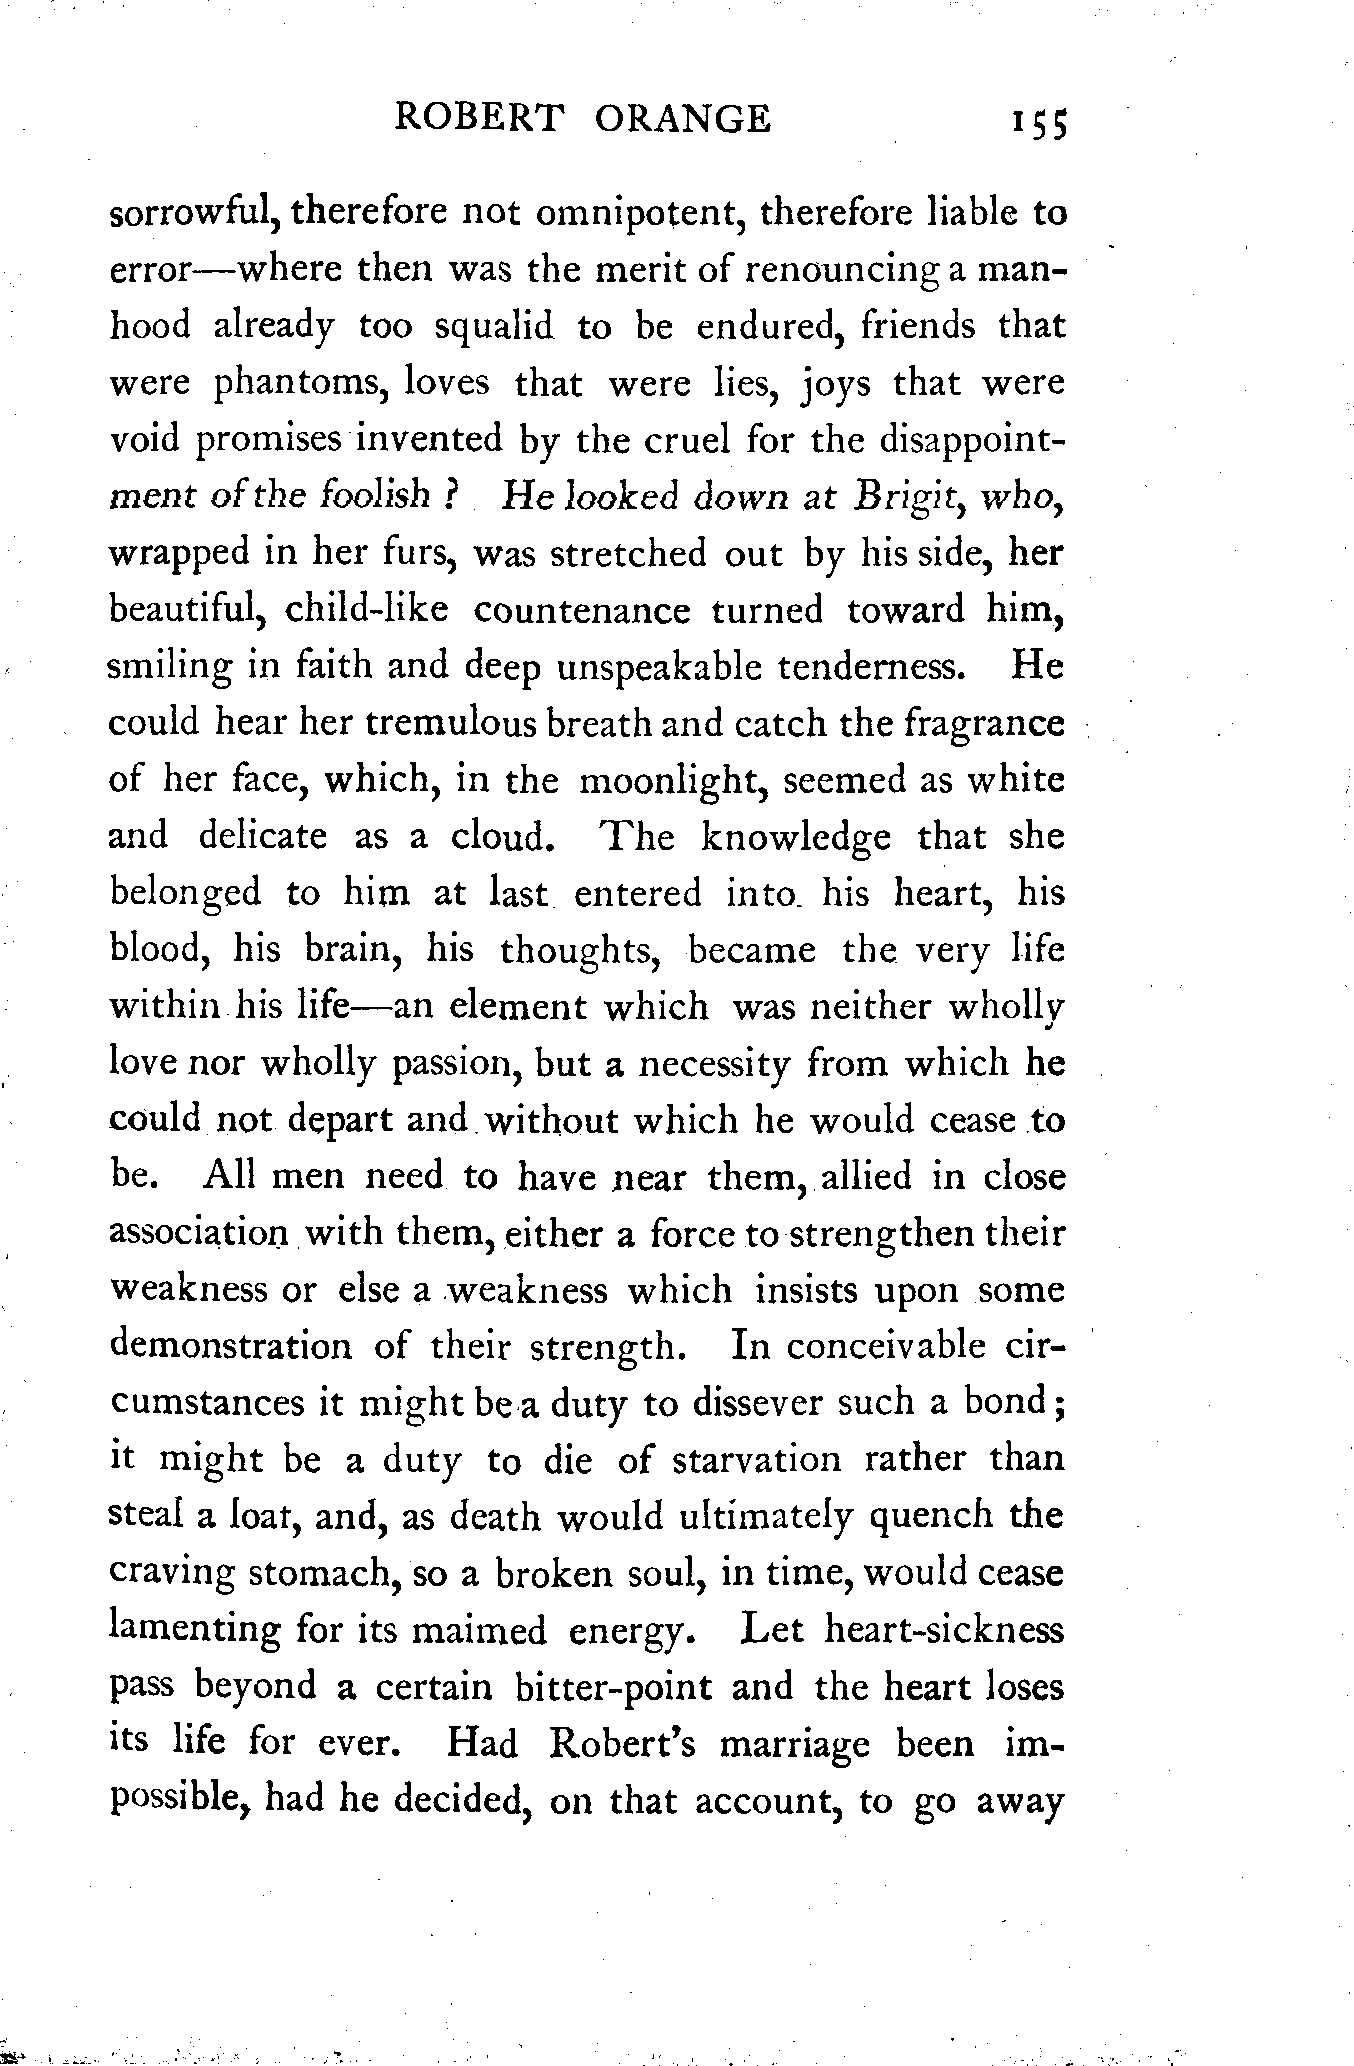 ROBERT ORANGE 155
sorrowful, therefore not omnipotent, therefore liable to
error—where then was the merit of renouncing a man-
hood already too squalid to be endured, friends that
were phantoms, loves that were lies, joys that were
void promises invented by the cruel for the disappoint-
ment of the foolish ? He looked down at Brigit, who,
wrapped in her furs, was stretched out by his side, her
beautiful, child-like countenance turned toward him,
smiling in faith and deep unspeakable tenderness. He
could hear her tremulous breath and catch the fragrance
of her face, which, in the moonlight, seemed as white
and delicate as a cloud. The knowledge that she
belonged to him at last entered into his heart, his
blood, his brain, his thoughts, became the very life
within his life—an element which was neither wholly
love nor wholly passion, but a necessity from which he
could not depart and without which he would cease to
be. All men need to have near them, allied in close
association with them, either a force to strengthen their
weakness or else a weakness which insists upon some
demonstration of their strength. In conceivable cir-
cumstances it might be a duty to dissever such a bond ;
it might be a duty to die of starvation rather than
steal a loaf, and, as death would ultimately quench the
craving stomach, so a broken soul, in time, would cease
lamenting for its maimed energy. Let heart-sickness
pass beyond a certain bitter-point and the heart loses
its life for ever. Had Robert's marriage been im-
possible, had he decided, on that account, to go away